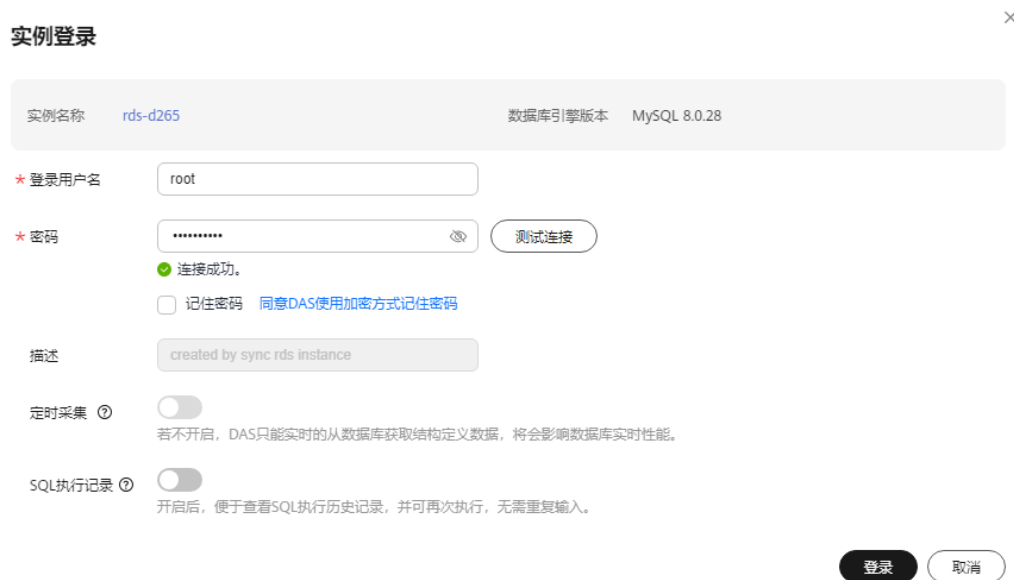 实例登录
实例名称 rds-d265 数据库引擎版本 MySQL 8.0.28
* 登录用户名 root
* 密码 •••••••••• 测试连接
连接成功。
记住密码 同意DAS使用加密方式记住密码
描述 created by sync rds instance
定时采集 ?
若不开启，DAS只能实时的从数据库获取结构定义数据，将会影响数据库实时性能。
SQL执行记录 ?
开启后，便于查看SQL执行历史记录，并可再次执行，无需重复输入。
登录 取消